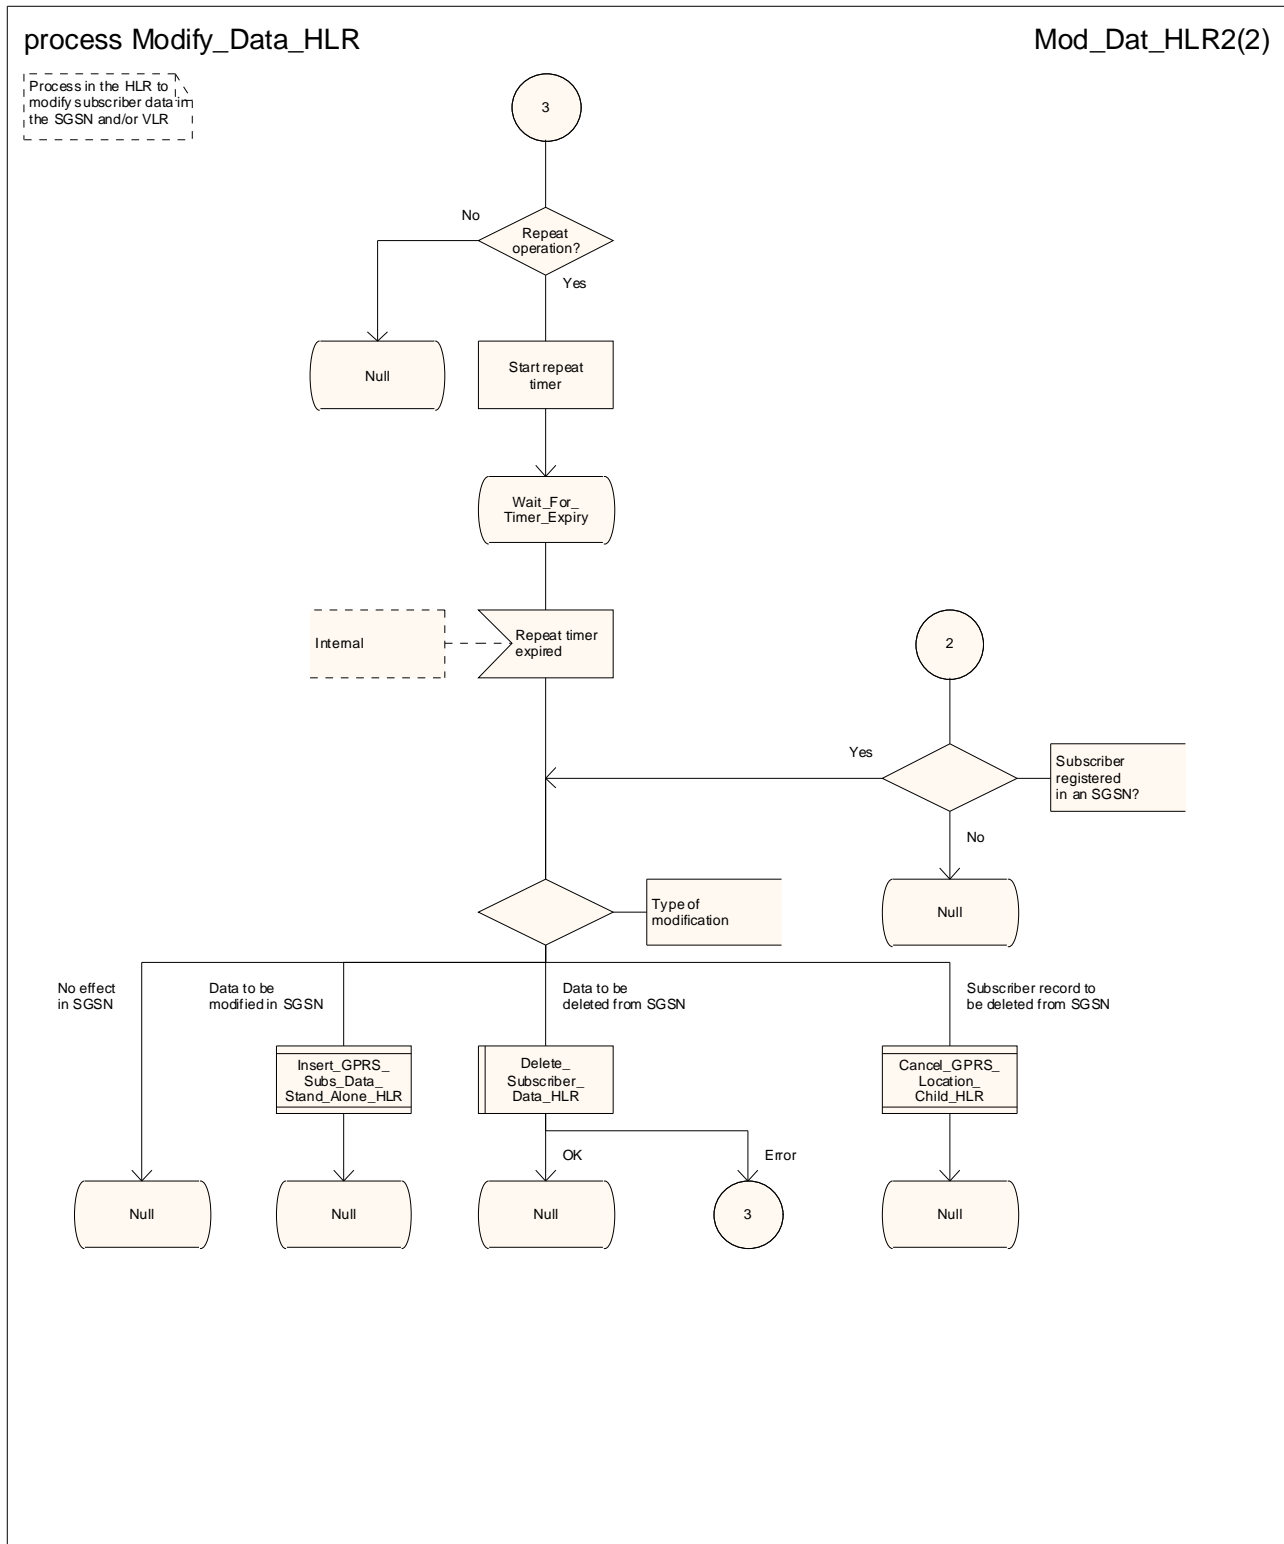 process Modify_Data_HLR
Mod_Dat_HLR2(2)
Process in the HLR to
modify subscriber data in
the SGSN and/or VLR
3
No
Repeat
operation?
Yes
Null
Start repeat
timer
Wait_For_
Timer_Expiry
Internal
Repeat timer
expired
2
Yes
Subscriber
registered
in an SGSN?
No
Type of
modification
Null
No effect
in SGSN
Data to be
modified in SGSN
Data to be
deleted from SGSN
Subscriber record to
be deleted from SGSN
Insert_GPRS_
Subs_Data_
Stand_Alone_HLR
Delete_
Subscriber_
Data_HLR
Cancel_GPRS_
Location_
Child_HLR
OK
Error
Null
Null
Null
3
Null